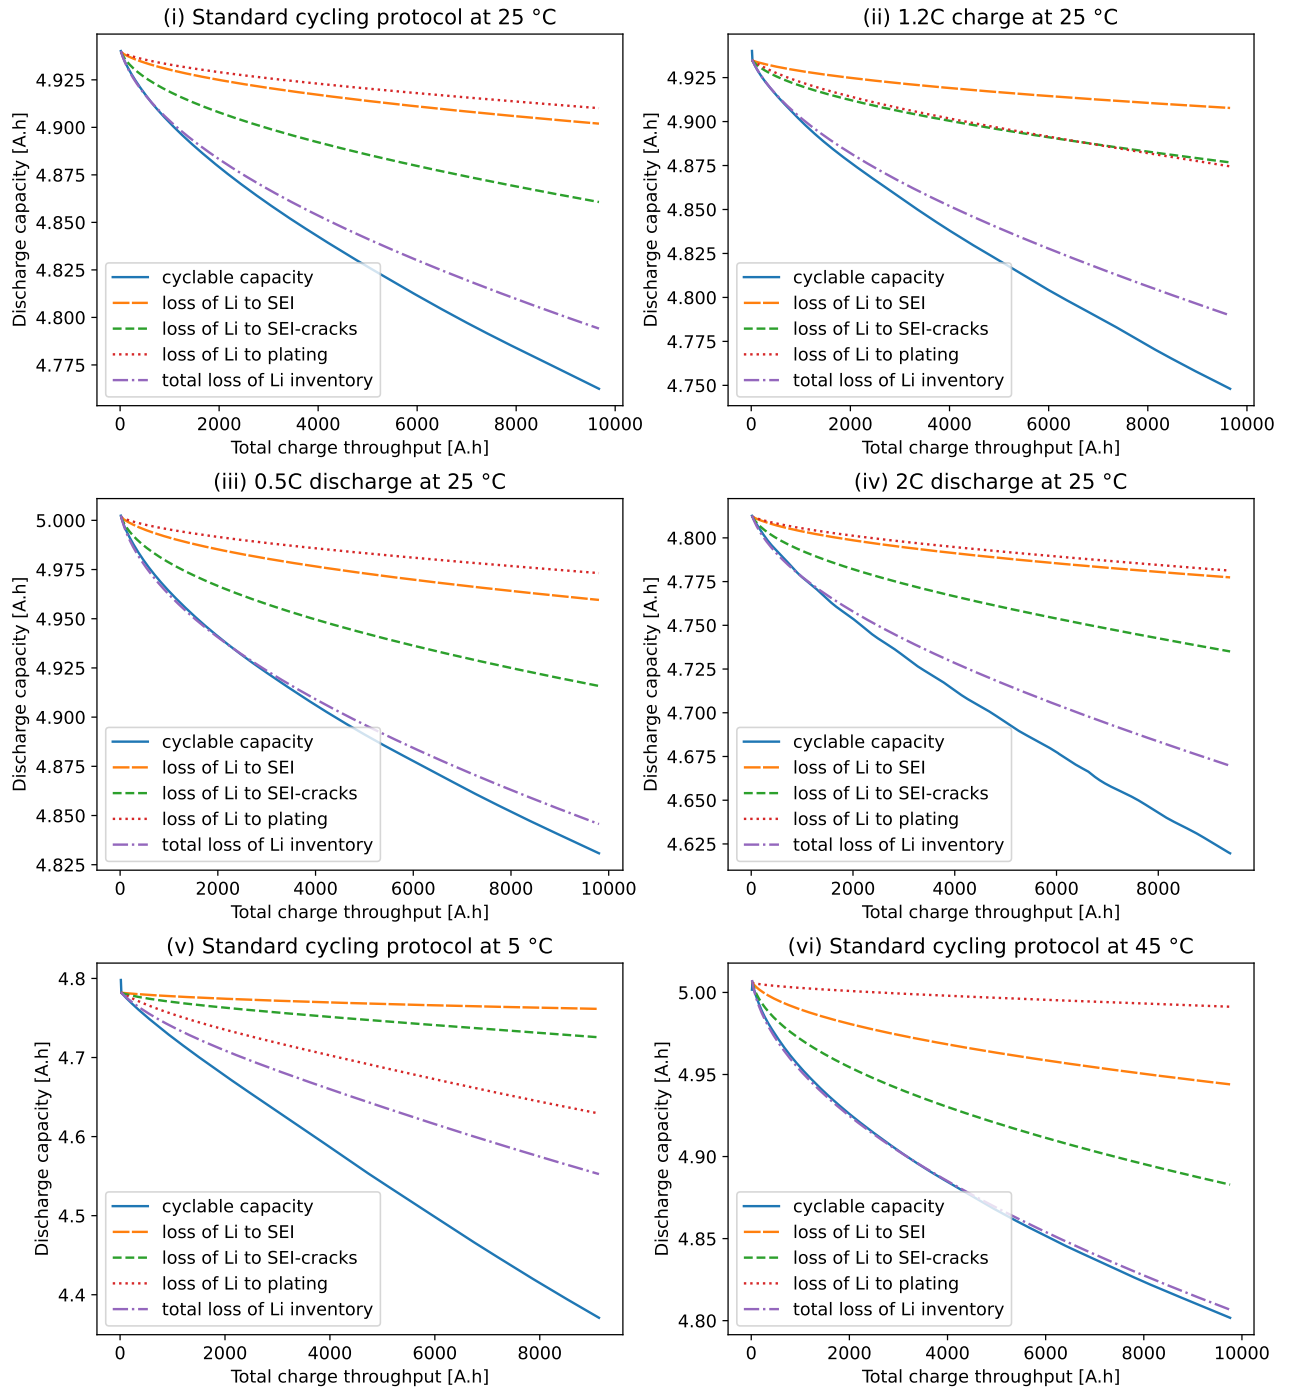 (i) Standard cycling protocol at 25 °C
Discharge capacity [A.h]
4.925
4.900
4.875
4.850
4.825
4.800
4.775
cyclable capacity
loss of Li to SEI
loss of Li to SEI-cracks
loss of Li to plating
total loss of Li inventory
0 2000 4000 6000 8000 10000
Total charge throughput [A.h]
(ii) 1.2C charge at 25 °C
Discharge capacity [A.h]
4.925
4.900
4.875
4.850
4.825
4.800
4.775
4.750
cyclable capacity
loss of Li to SEI
loss of Li to SEI-cracks
loss of Li to plating
total loss of Li inventory
0 2000 4000 6000 8000 10000
Total charge throughput [A.h]
(iii) 0.5C discharge at 25 °C
Discharge capacity [A.h]
5.000
4.975
4.950
4.925
4.900
4.875
4.850
4.825
cyclable capacity
loss of Li to SEI
loss of Li to SEI-cracks
loss of Li to plating
total loss of Li inventory
0 2000 4000 6000 8000 10000
Total charge throughput [A.h]
(iv) 2C discharge at 25 °C
Discharge capacity [A.h]
4.800
4.775
4.750
4.725
4.700
4.675
4.650
4.625
cyclable capacity
loss of Li to SEI
loss of Li to SEI-cracks
loss of Li to plating
total loss of Li inventory
0 2000 4000 6000 8000
Total charge throughput [A.h]
(v) Standard cycling protocol at 5 °C
Discharge capacity [A.h]
4.8
4.7
4.6
4.5
4.4
cyclable capacity
loss of Li to SEI
loss of Li to SEI-cracks
loss of Li to plating
total loss of Li inventory
0 2000 4000 6000 8000
Total charge throughput [A.h]
(vi) Standard cycling protocol at 45 °C
Discharge capacity [A.h]
5.00
4.95
4.90
4.85
4.80
cyclable capacity
loss of Li to SEI
loss of Li to SEI-cracks
loss of Li to plating
total loss of Li inventory
0 2000 4000 6000 8000 10000
Total charge throughput [A.h]